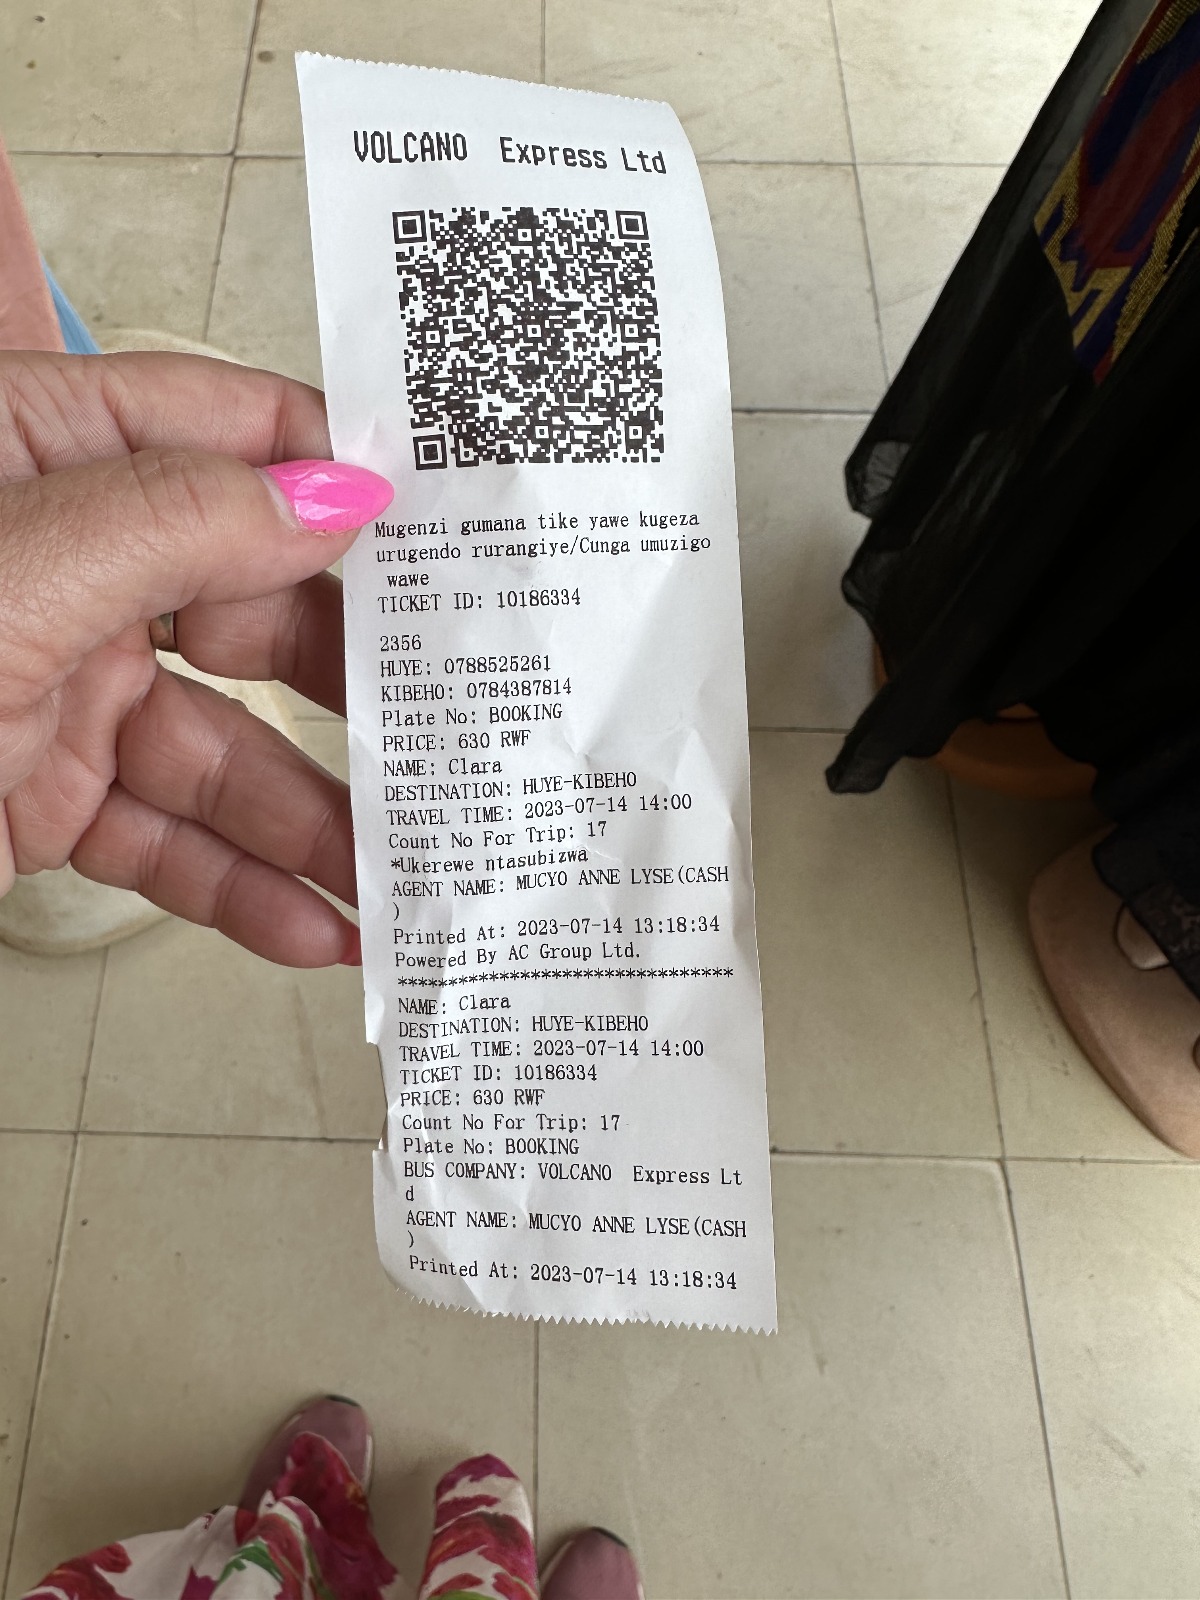 VOLCANO Express Ltd
Mugenzi gumana tike yawe kugeza
urugendo rurangiye/Cunga umuzigo
wawe
TICKET ID: 10186334
2356
HUYE: 0788525261
KIBEHO: 0784387814
Plate No: BOOKING
PRICE: 630 RWF
NAME: Clara
DESTINATION: HUYE-KIBEHO
TRAVEL TIME: 2023-07-14 14:00
Count No For Trip: 17
*Ukerewe ntasubizwa
AGENT NAME: MUCYO ANNE LYSE(CASH
)
Printed At: 2023-07-14 13:18:34
Powered By AC Group Ltd.
*********************************
NAME: Clara
DESTINATION: HUYE-KIBEHO
TRAVEL TIME: 2023-07-14 14:00
TICKET ID: 10186334
PRICE: 630 RWF
Count No For Trip: 17
Plate No: BOOKING
BUS COMPANY: VOLCANO Express Lt
d
AGENT NAME: MUCYO ANNE LYSE(CASH
)
Printed At: 2023-07-14 13:18:34